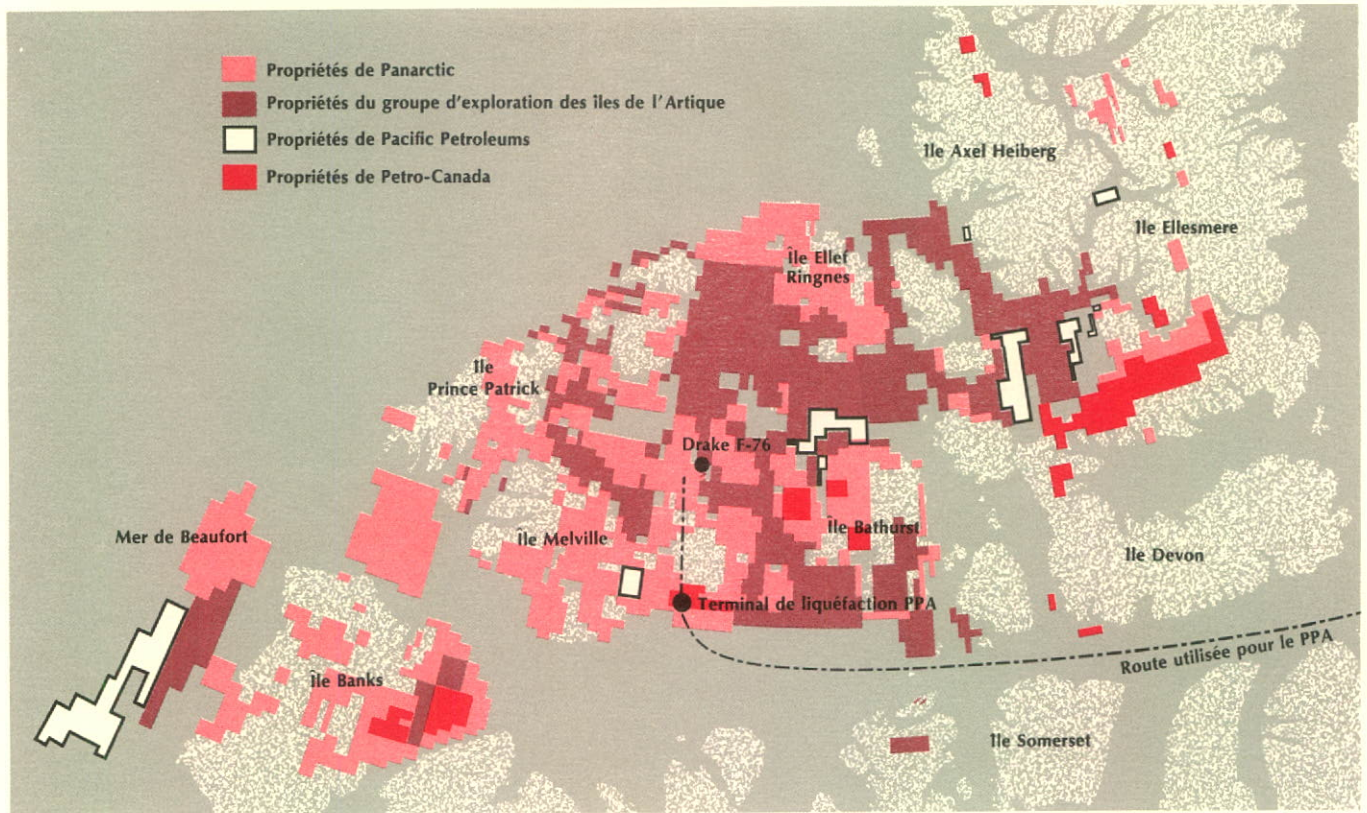 Propriétés de Panarctic
Propriétés du groupe d'exploration des îles de l'Artique
Propriétés de Pacific Petroleums
Propriétés de Petro-Canada
Île Axel Heiberg
Île Ellesmere
Île Ellef
Ringnes
Île
Prince Patrick
Drake F-76
Mer de Beaufort
Île Melville
Île Bathurst
Île Devon
Terminal de liquéfaction PPA
Route utilisée pour le PPA
Île Banks
Île Somerset